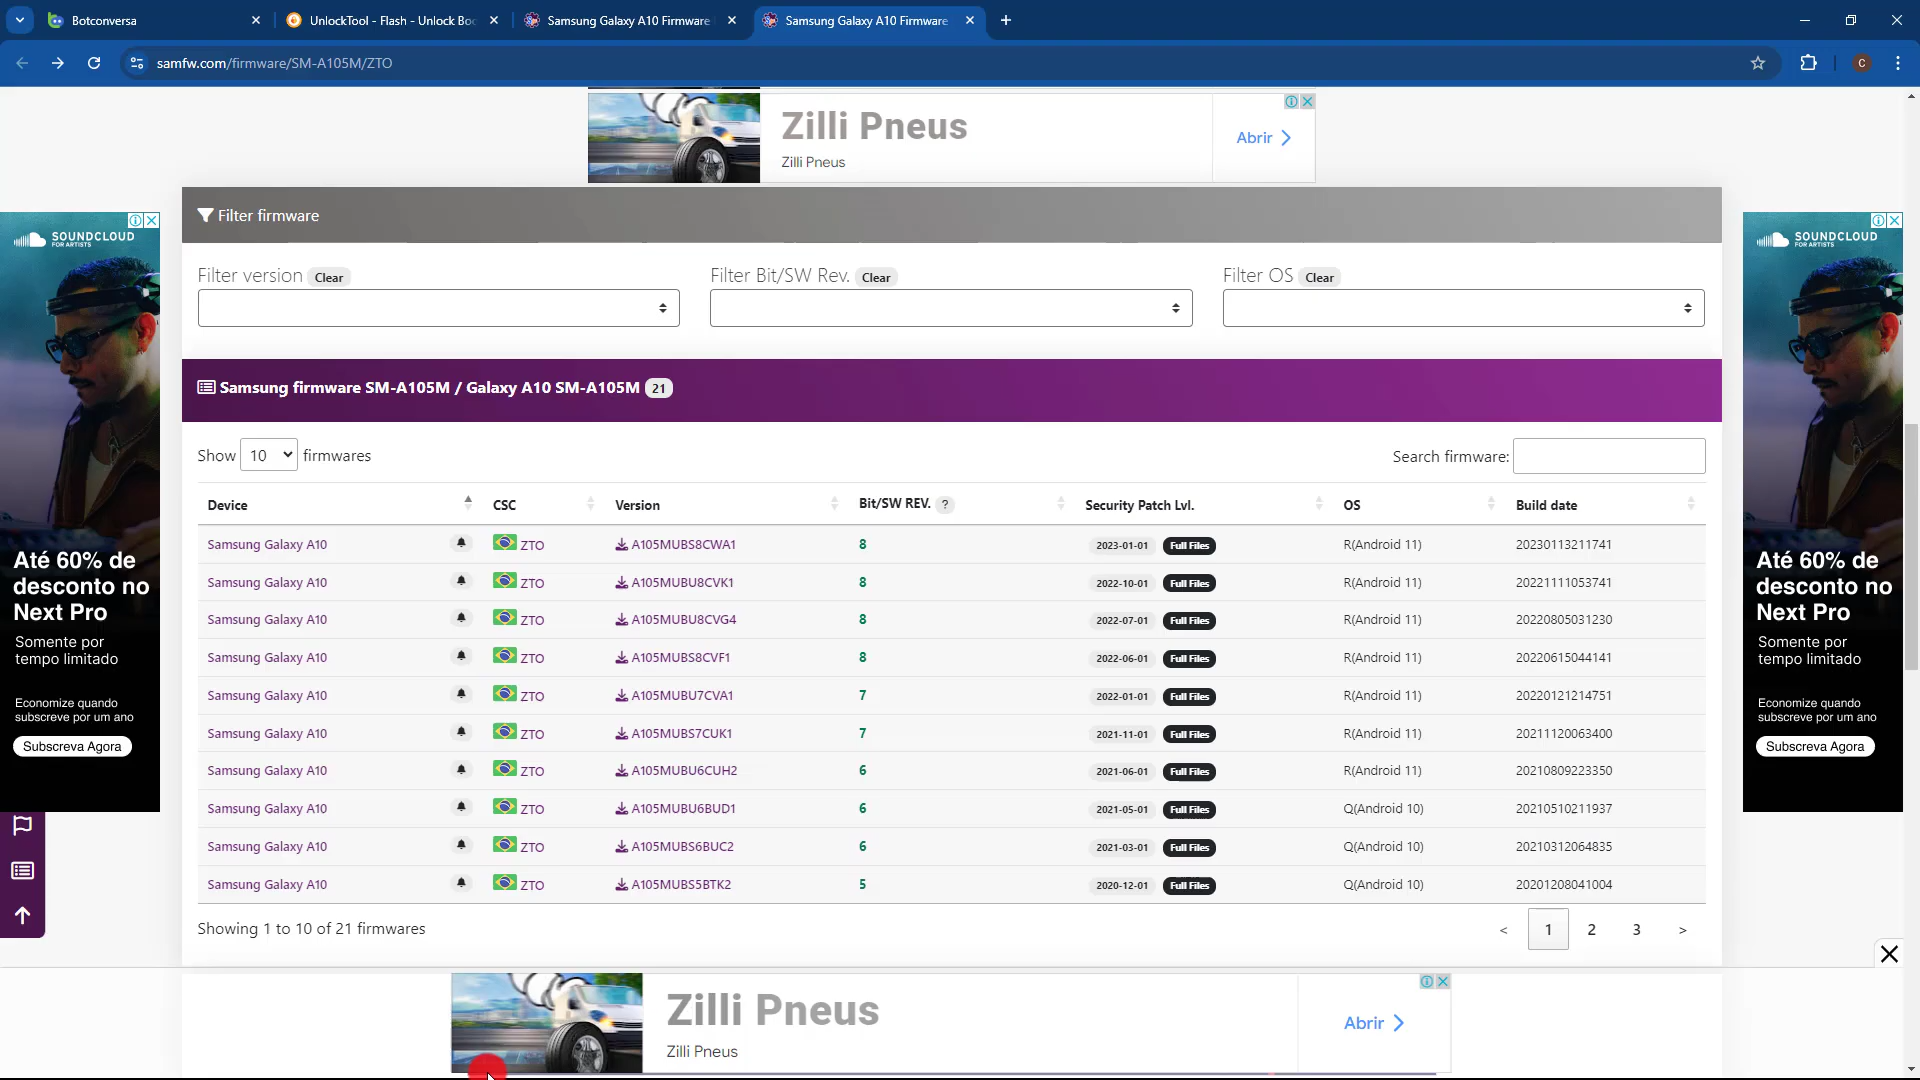 Botconversa
UnlockTool - Flash - Unlock Boo
Samsung Galaxy A10 Firmware
Samsung Galaxy A10 Firmware
samfw.com/firmware/SM-A105M/ZTO
C
Zilli Pneus
Zilli Pneus
Abrir
Filter firmware
Filter version Clear
Filter Bit/SW Rev. Clear
Filter OS Clear
Samsung firmware SM-A105M / Galaxy A10 SM-A105M 21
Show 10 firmwares
Search firmware:
Device CSC Version Bit/SW REV. ? Security Patch Lvl. OS Build date
Samsung Galaxy A10 ZTO A105MUBS8CWA1 8 2023-01-01 Full Files R(Android 11) 20230113211741
Samsung Galaxy A10 ZTO A105MUBU8CVK1 8 2022-10-01 Full Files R(Android 11) 20221111053741
Samsung Galaxy A10 ZTO A105MUBU8CVG4 8 2022-07-01 Full Files R(Android 11) 20220805031230
Samsung Galaxy A10 ZTO A105MUBS8CVF1 8 2022-06-01 Full Files R(Android 11) 20220615044141
Samsung Galaxy A10 ZTO A105MUBU7CVA1 7 2022-01-01 Full Files R(Android 11) 20220121214751
Samsung Galaxy A10 ZTO A105MUBS7CUK1 7 2021-11-01 Full Files R(Android 11) 20211120063400
Samsung Galaxy A10 ZTO A105MUBU6CUH2 6 2021-06-01 Full Files R(Android 11) 20210809223350
Samsung Galaxy A10 ZTO A105MUBU6BUD1 6 2021-05-01 Full Files Q(Android 10) 20210510211937
Samsung Galaxy A10 ZTO A105MUBS6BUC2 6 2021-03-01 Full Files Q(Android 10) 20210312064835
Samsung Galaxy A10 ZTO A105MUBS5BTK2 5 2020-12-01 Full Files Q(Android 10) 20201208041004
Showing 1 to 10 of 21 firmwares
< 1 2 3 >
SOUNDCLOUD
FOR ARTISTS
Até 60% de
desconto no
Next Pro
Somente por
tempo limitado
Economize quando
subscreve por um ano
Subscreva Agora
SOUNDCLOUD
FOR ARTISTS
Até 60% de
desconto no
Next Pro
Somente por
tempo limitado
Economize quando
subscreve por um ano
Subscreva Agora
Zilli Pneus
Zilli Pneus
Abrir